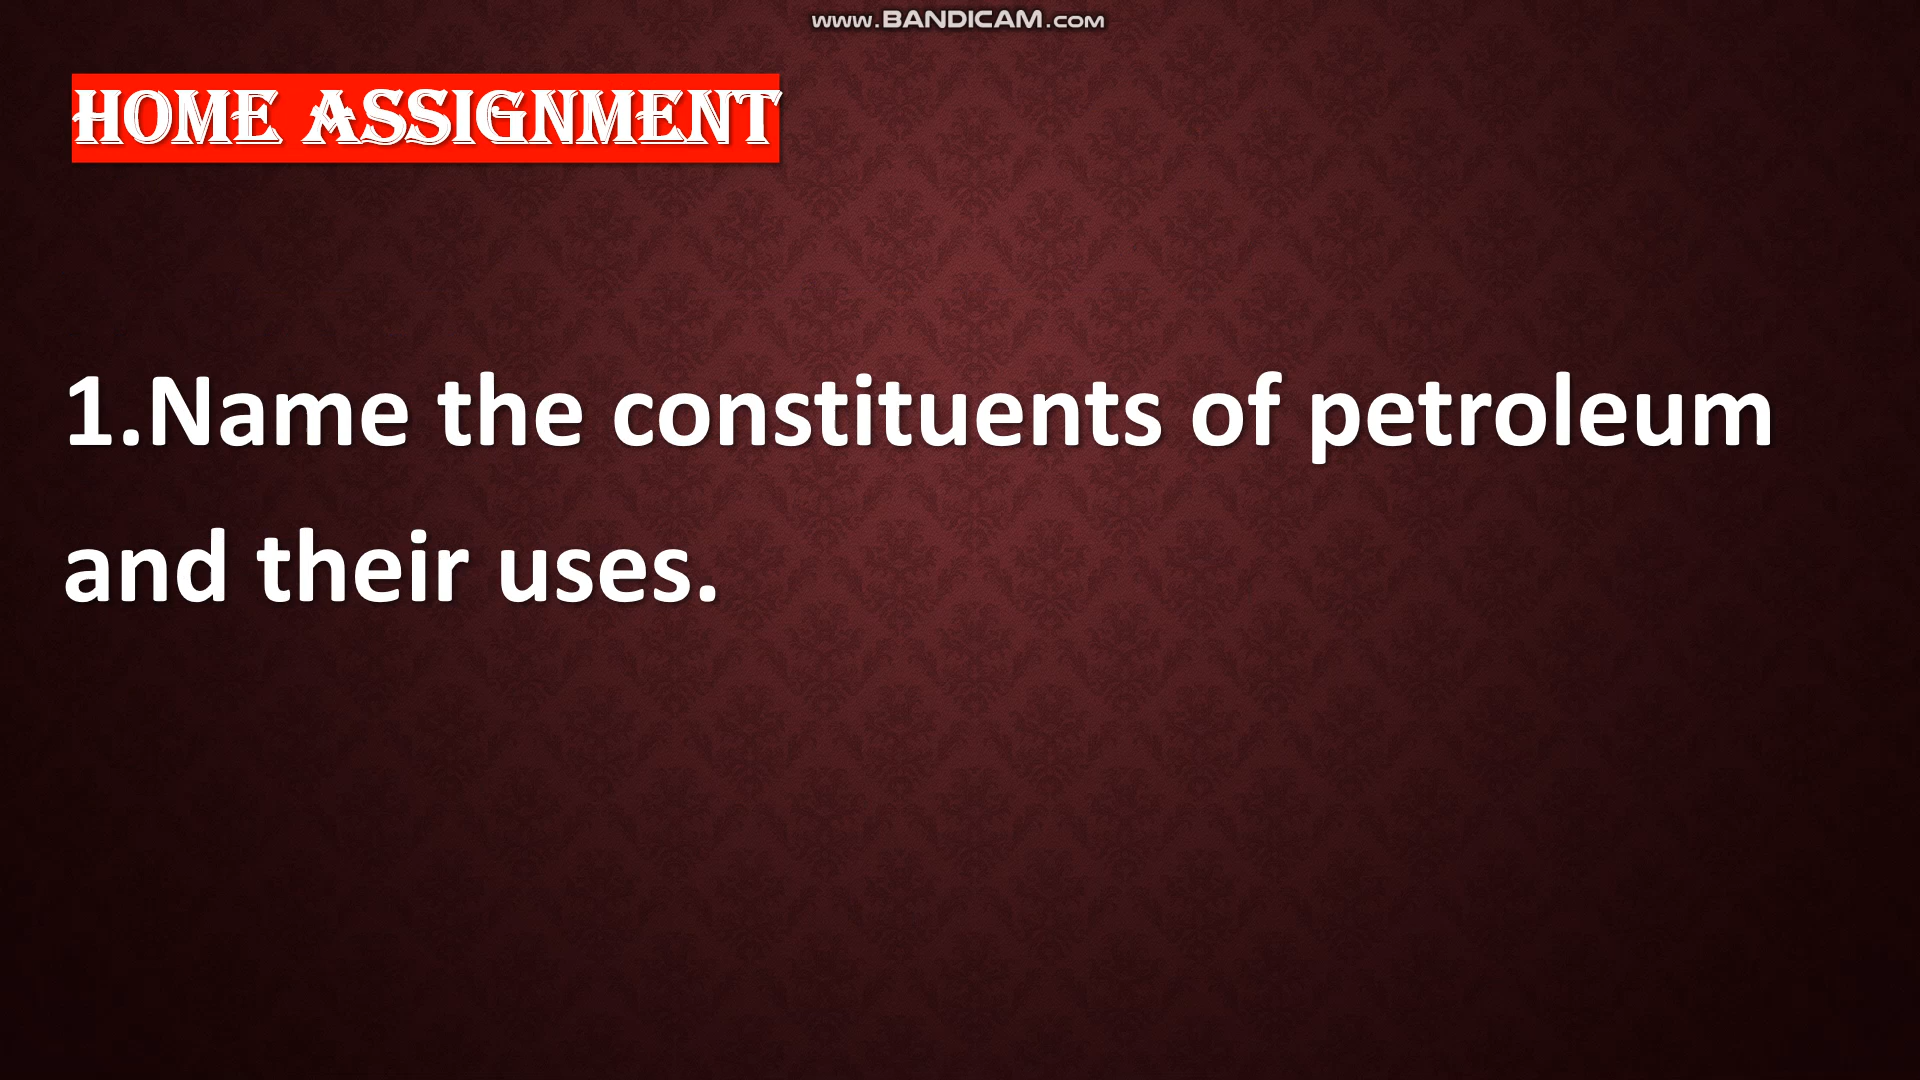 www.BANDICAM.com
HOME ASSIGNMENT
1.Name the constituents of petroleum
and their uses.